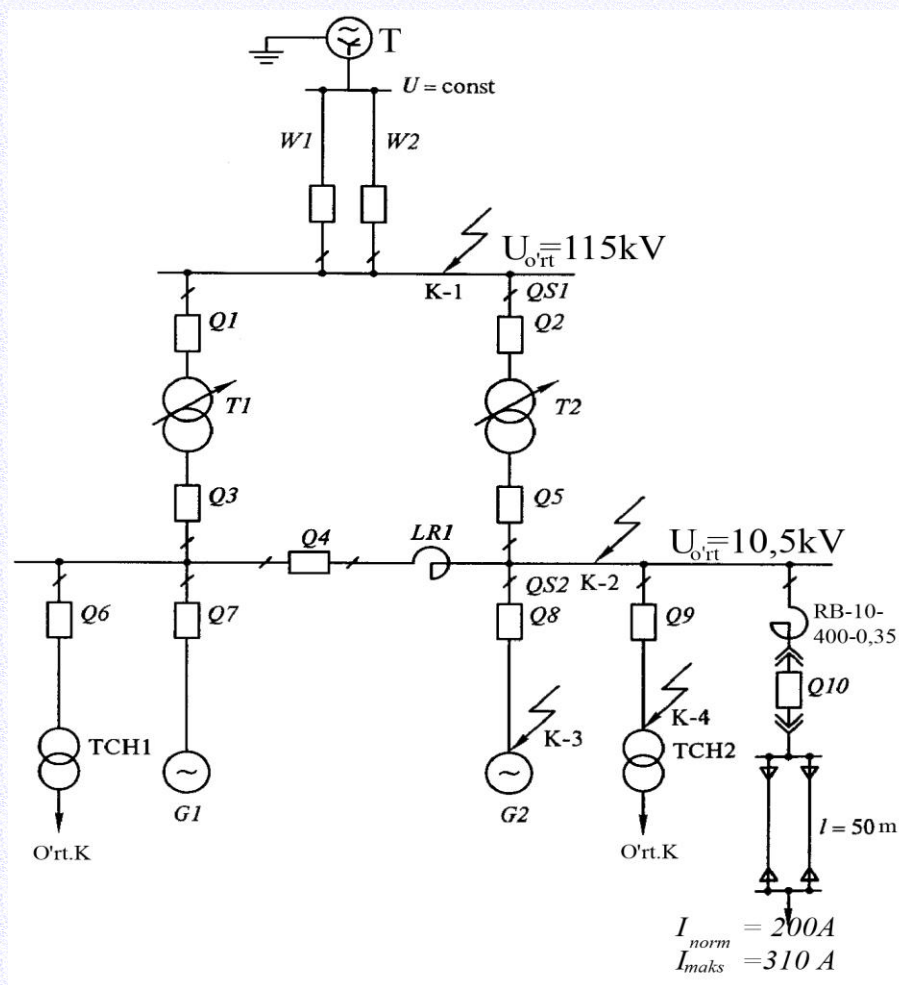 T
U = const
W1
W2
U o'rt=115kV
K-1
QS1
Q1
Q2
T1
T2
Q3
Q5
Q4
LR1
U o'rt=10,5kV
QS2
K-2
Q6
Q7
Q8
Q9
RB-10-
400-0,35
Q10
K-3
K-4
TCH1
TCH2
~
G1
~
G2
l = 50 m
O'rt.K
O'rt.K
I norm = 200A
I maks =310 A